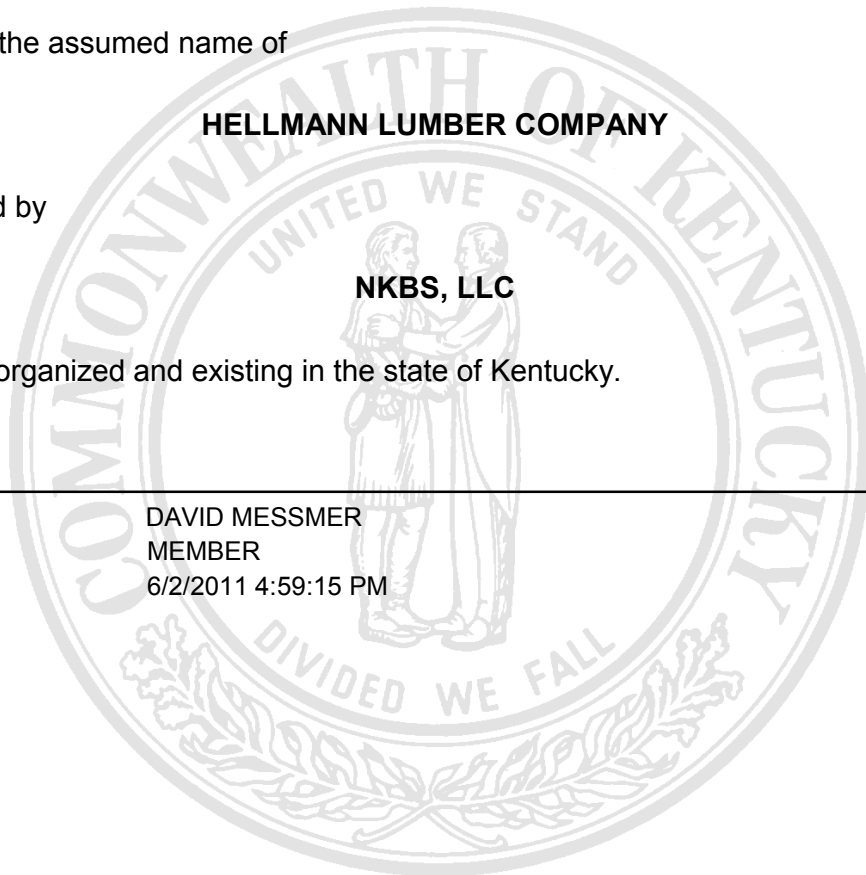 the assumed name of
HELLMANN LUMBER COMPANY
d by
NKBS, LLC
organized and existing in the state of Kentucky.
DAVID MESSMER
MEMBER
6/2/2011 4:59:15 PM
COMMONWEALTH OF KENTUCKY
UNITED WE STAND
DIVIDED WE FALL